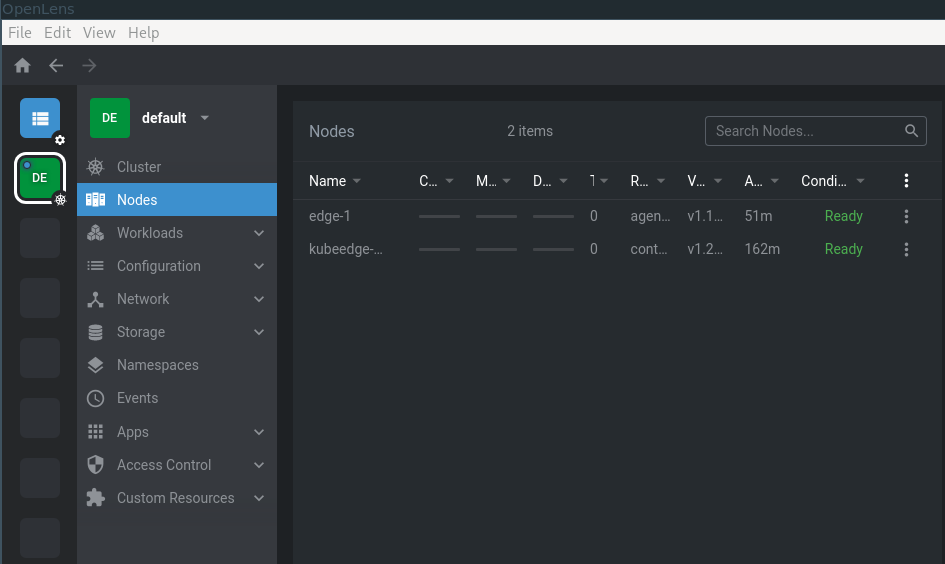 OpenLens
File Edit View Help
DE default
DE
Cluster
Nodes
Workloads
Configuration
Network
Storage
Namespaces
Events
Apps
Access Control
Custom Resources
Nodes 2 items Search Nodes...
Name C... M... D... T R... V... A... Condi...
edge-1 0 agen... v1.1... 51m Ready
kubeedge-... 0 cont... v1.2... 162m Ready